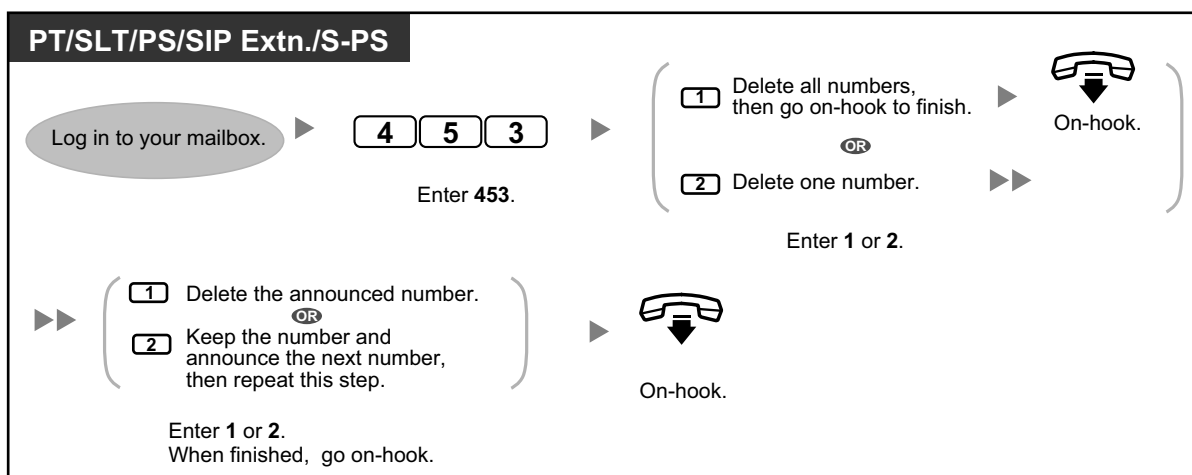 PT/SLT/PS/SIP Extn./S-PS
Log in to your mailbox.
4 5 3
Enter 453.
1 Delete all numbers,
then go on-hook to finish.
On-hook.
OR
2 Delete one number.
Enter 1 or 2.
1 Delete the announced number.
OR
2 Keep the number and
announce the next number,
then repeat this step.
Enter 1 or 2.
When finished, go on-hook.
On-hook.